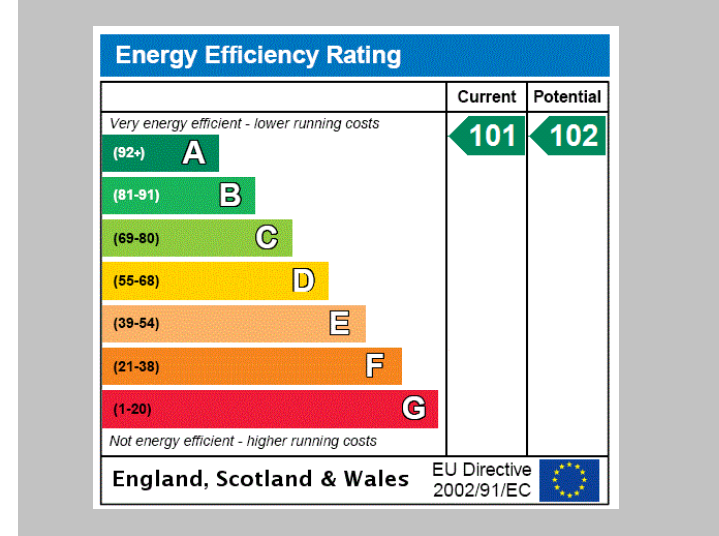 Energy Efficiency Rating
Current Potential
Very energy efficient - lower running costs
101 102
(92+) A
(81-91) B
(69-80) C
(55-68) D
(39-54) E
(21-38) F
(1-20) G
Not energy efficient - higher running costs
England, Scotland & Wales
EU Directive
2002/91/EC